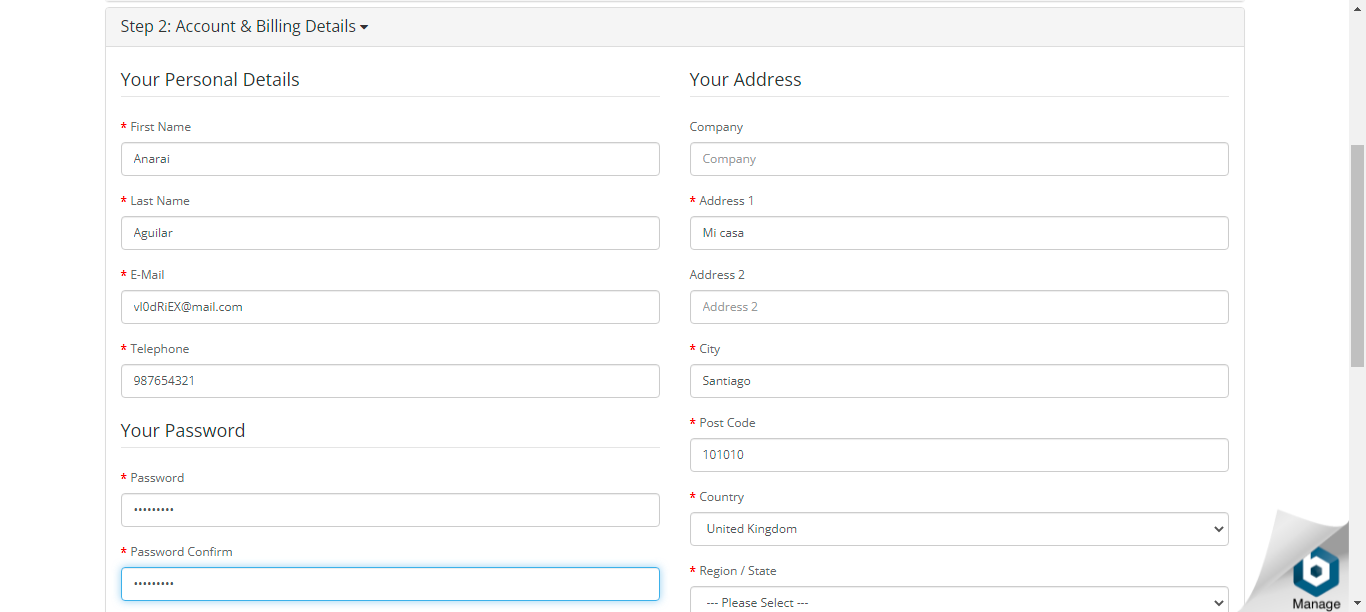 Step 2: Account & Billing Details
Your Personal Details
* First Name
Anarai
* Last Name
Aguilar
* E-Mail
vl0dRiEX@mail.com
* Telephone
987654321
Your Password
* Password
•••••••••
* Password Confirm
•••••••••
Your Address
Company
Company
* Address 1
Mi casa
Address 2
Address 2
* City
Santiago
* Post Code
101010
* Country
United Kingdom
* Region / State
--- Please Select ---
Manage